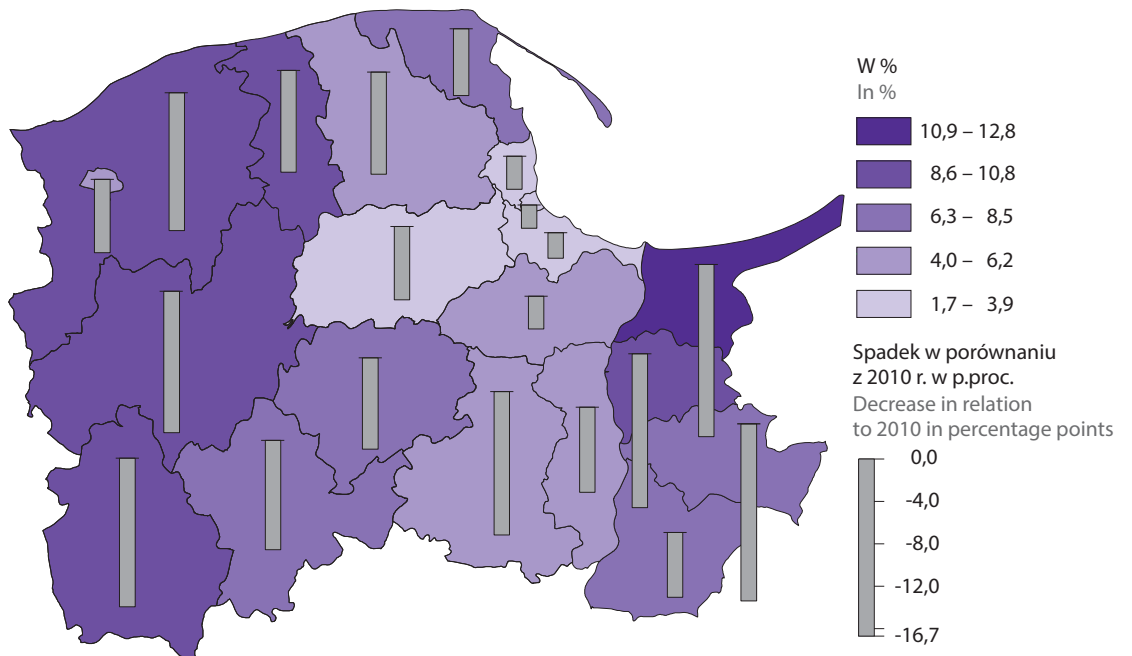 W %
In %
10,9 – 12,8
8,6 – 10,8
6,3 – 8,5
4,0 – 6,2
1,7 – 3,9
Spadek w porównaniu
z 2010 r. w p.proc.
Decrease in relation
to 2010 in percentage points
0,0
-4,0
-8,0
-12,0
-16,7